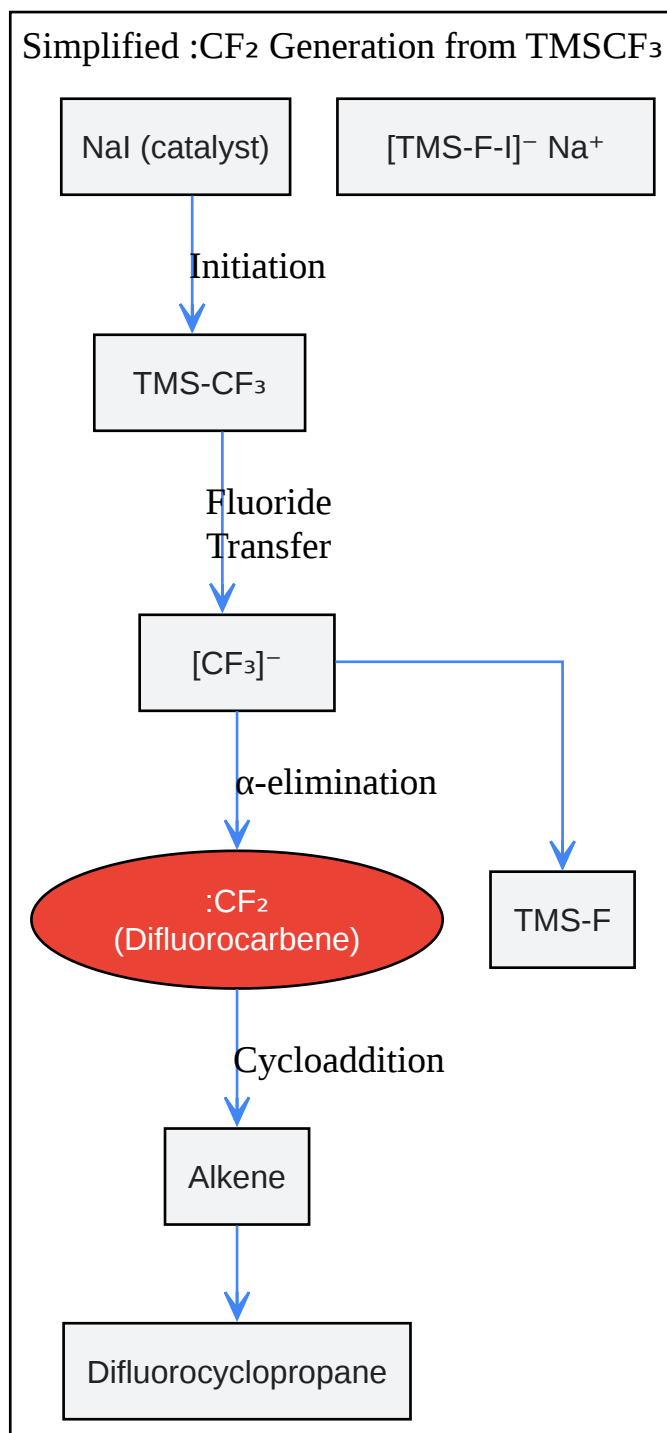 Simplified :CF₂ Generation from TMSCF₃
NaI (catalyst)
[TMS-F-I]⁻ Na⁺
Initiation
TMS-CF₃
Fluoride
Transfer
[CF₃]⁻
α-elimination
:CF₂
(Difluorocarbene)
TMS-F
Cycloaddition
Alkene
Difluorocyclopropane